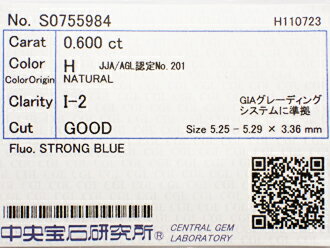 No. S0755984 H110723
Carat 0.600 ct
Color H JJA/AGL認定No.201
ColorOrigin NATURAL
Clarity I-2 GIAグレーディング
システムに準拠
Cut GOOD Size 5.25 - 5.29 × 3.36 mm
Fluo. STRONG BLUE
中央宝石研究所® CENTRAL GEM
LABORATORY